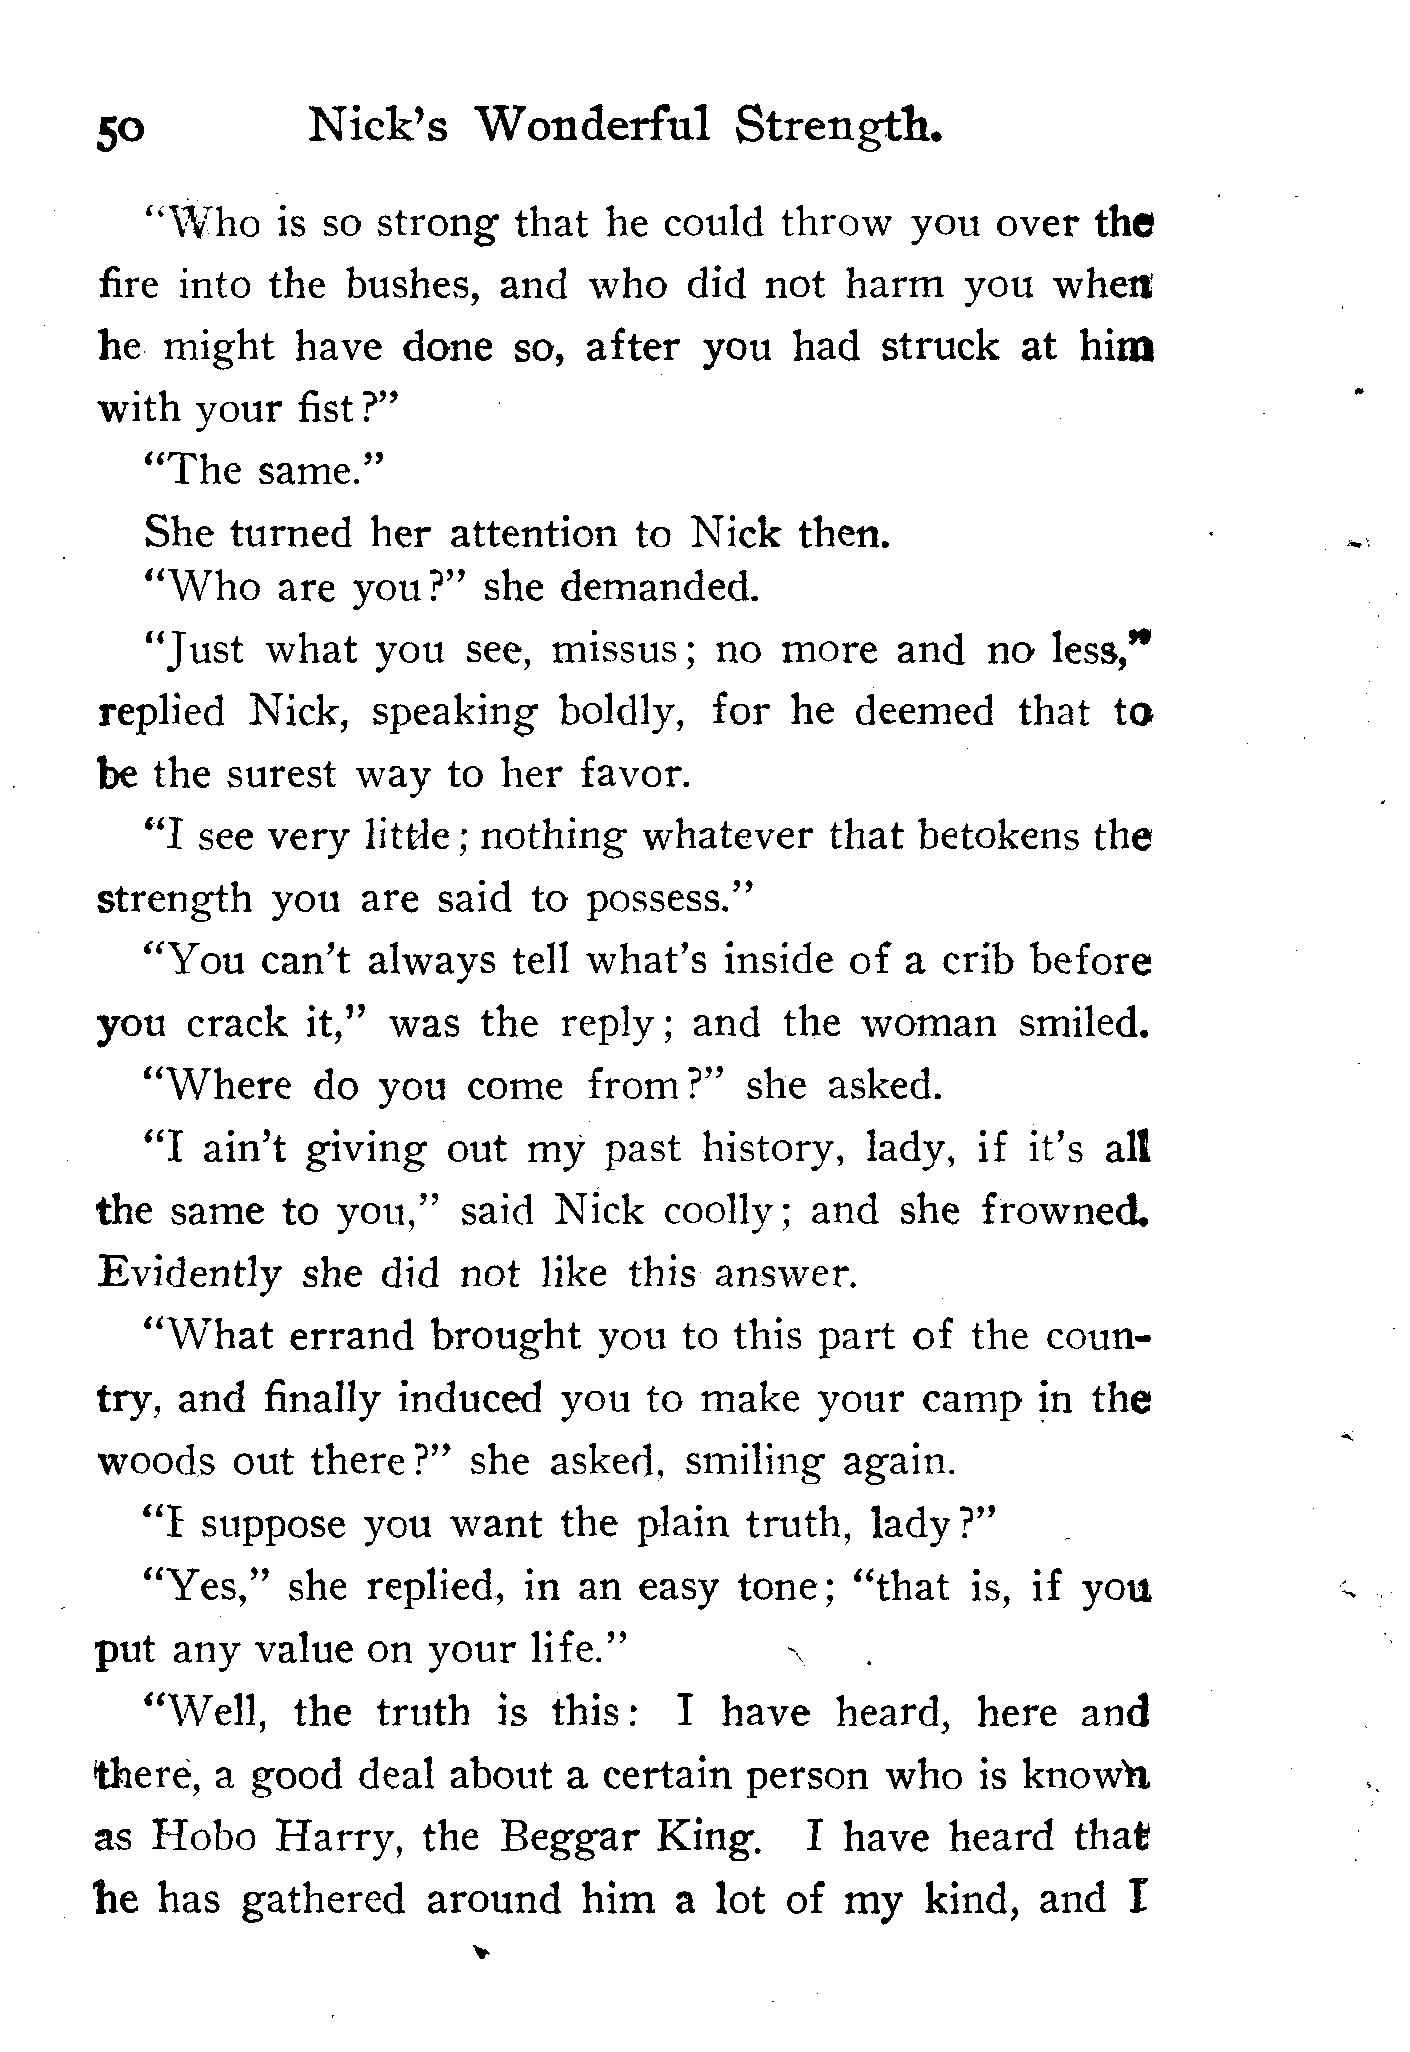 50 Nick's Wonderful Strength.
"Who is so strong that he could throw you over the
fire into the bushes, and who did not harm you when
he might have done so, after you had struck at him
with your fist?"
"The same."
She turned her attention to Nick then.
"Who are you?" she demanded.
"Just what you see, missus; no more and no less,"
replied Nick, speaking boldly, for he deemed that to
be the surest way to her favor.
"I see very little; nothing whatever that betokens the
strength you are said to possess."
"You can't always tell what's inside of a crib before
you crack it," was the reply; and the woman smiled.
"Where do you come from?" she asked.
"I ain't giving out my past history, lady, if it's all
the same to you," said Nick coolly; and she frowned.
Evidently she did not like this answer.
"What errand brought you to this part of the coun-
try, and finally induced you to make your camp in the
woods out there?" she asked, smiling again.
"I suppose you want the plain truth, lady?"
"Yes," she replied, in an easy tone; "that is, if you
put any value on your life."
"Well, the truth is this: I have heard, here and
there, a good deal about a certain person who is known
as Hobo Harry, the Beggar King. I have heard that
he has gathered around him a lot of my kind, and I